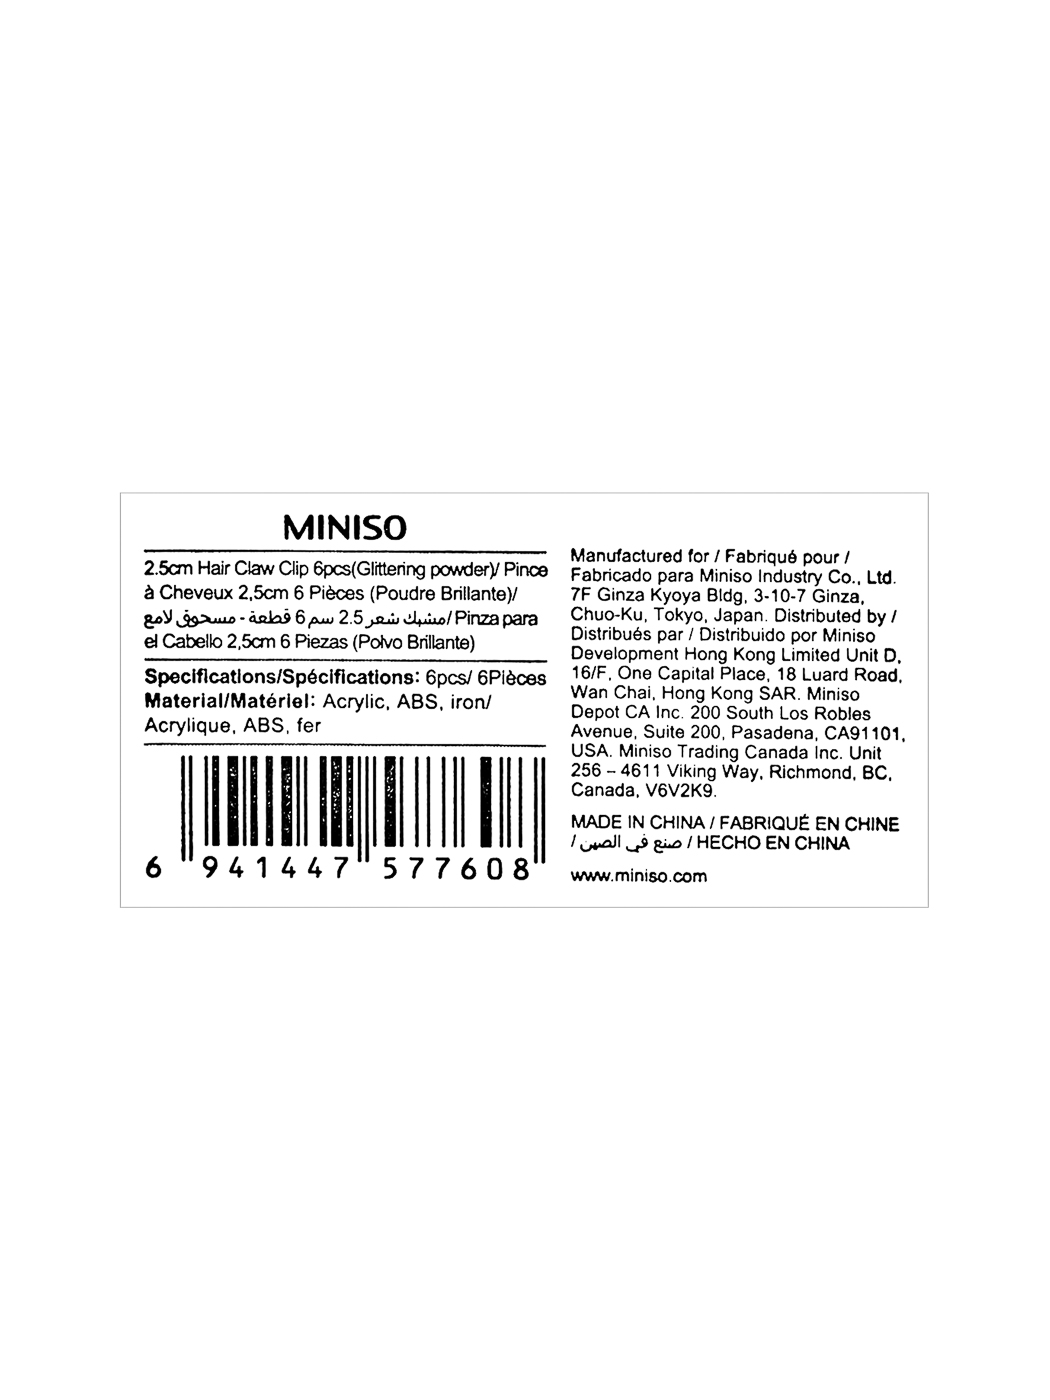 MINISO
2.5cm Hair Claw Clip 6pcs(Glittering powder)/ Pince
à Cheveux 2,5cm 6 Pièces (Poudre Brillante)/
مشبك شعر 2.5 سم 6 قطعة - مسحوق لامع/ Pinza para
el Cabello 2,5cm 6 Piezas (Polvo Brillante)
Specifications/Spécifications: 6pcs/ 6Pièces
Material/Matériel: Acrylic, ABS, iron/
Acrylique, ABS, fer
6 941447 577608
Manufactured for / Fabriqué pour /
Fabricado para Miniso Industry Co., Ltd.
7F Ginza Kyoya Bldg, 3-10-7 Ginza,
Chuo-Ku, Tokyo, Japan. Distributed by /
Distribués par / Distribuido por Miniso
Development Hong Kong Limited Unit D,
16/F, One Capital Place, 18 Luard Road,
Wan Chai, Hong Kong SAR. Miniso
Depot CA Inc. 200 South Los Robles
Avenue, Suite 200, Pasadena, CA91101,
USA. Miniso Trading Canada Inc. Unit
256 – 4611 Viking Way, Richmond, BC,
Canada, V6V2K9.
MADE IN CHINA / FABRIQUÉ EN CHINE
/ صنع في الصين / HECHO EN CHINA
www.miniso.com